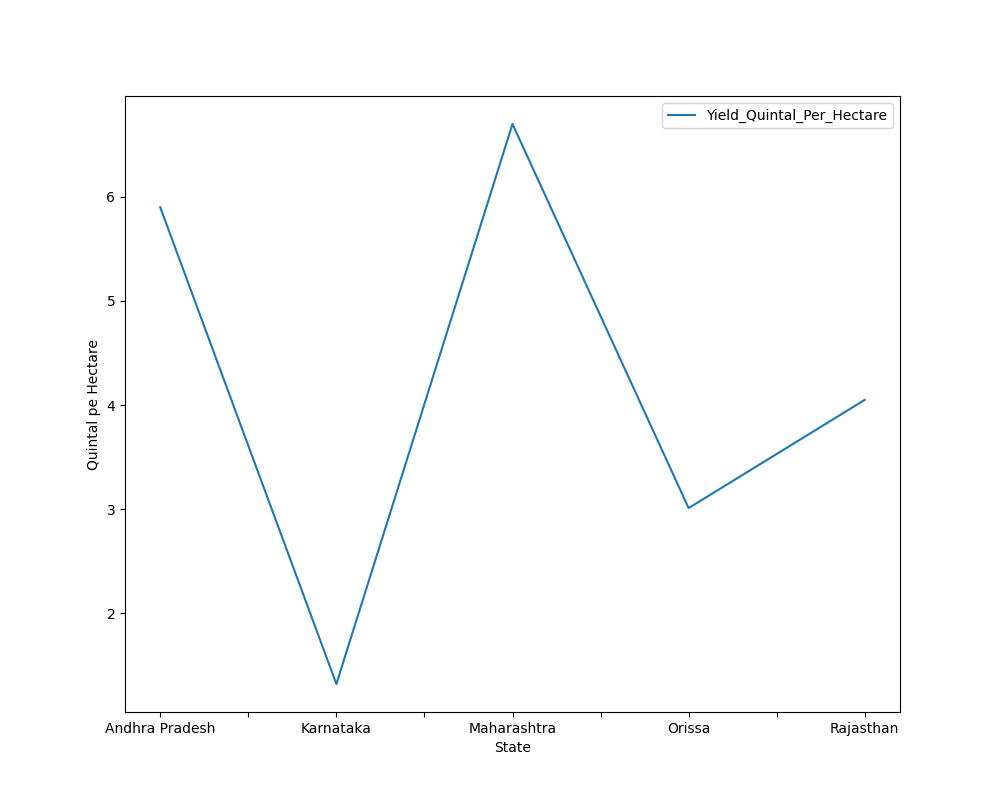 Yield_Quintal_Per_Hectare
6
5
4
3
2
Quintal pe Hectare
Andhra Pradesh Karnataka Maharashtra Orissa Rajasthan
State